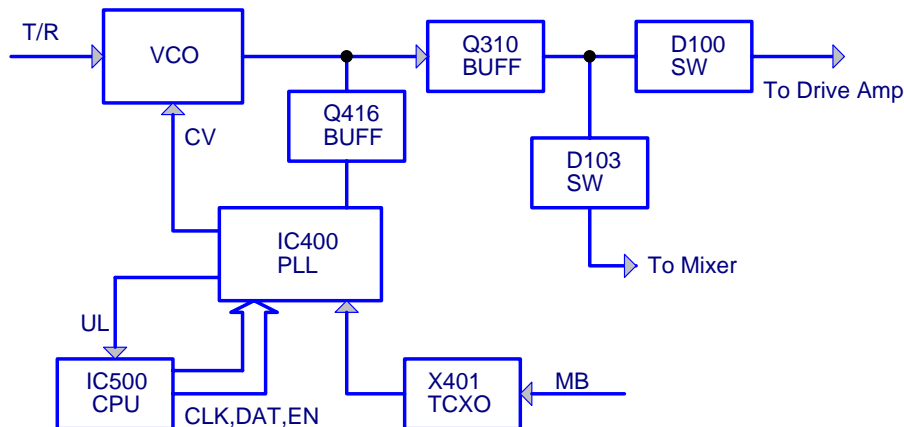 T/R
VCO
Q310
BUFF
D100
SW
To Drive Amp
Q416
BUFF
CV
D103
SW
IC400
PLL
To Mixer
UL
IC500
CPU
CLK,DAT,EN
X401
TCXO
MB